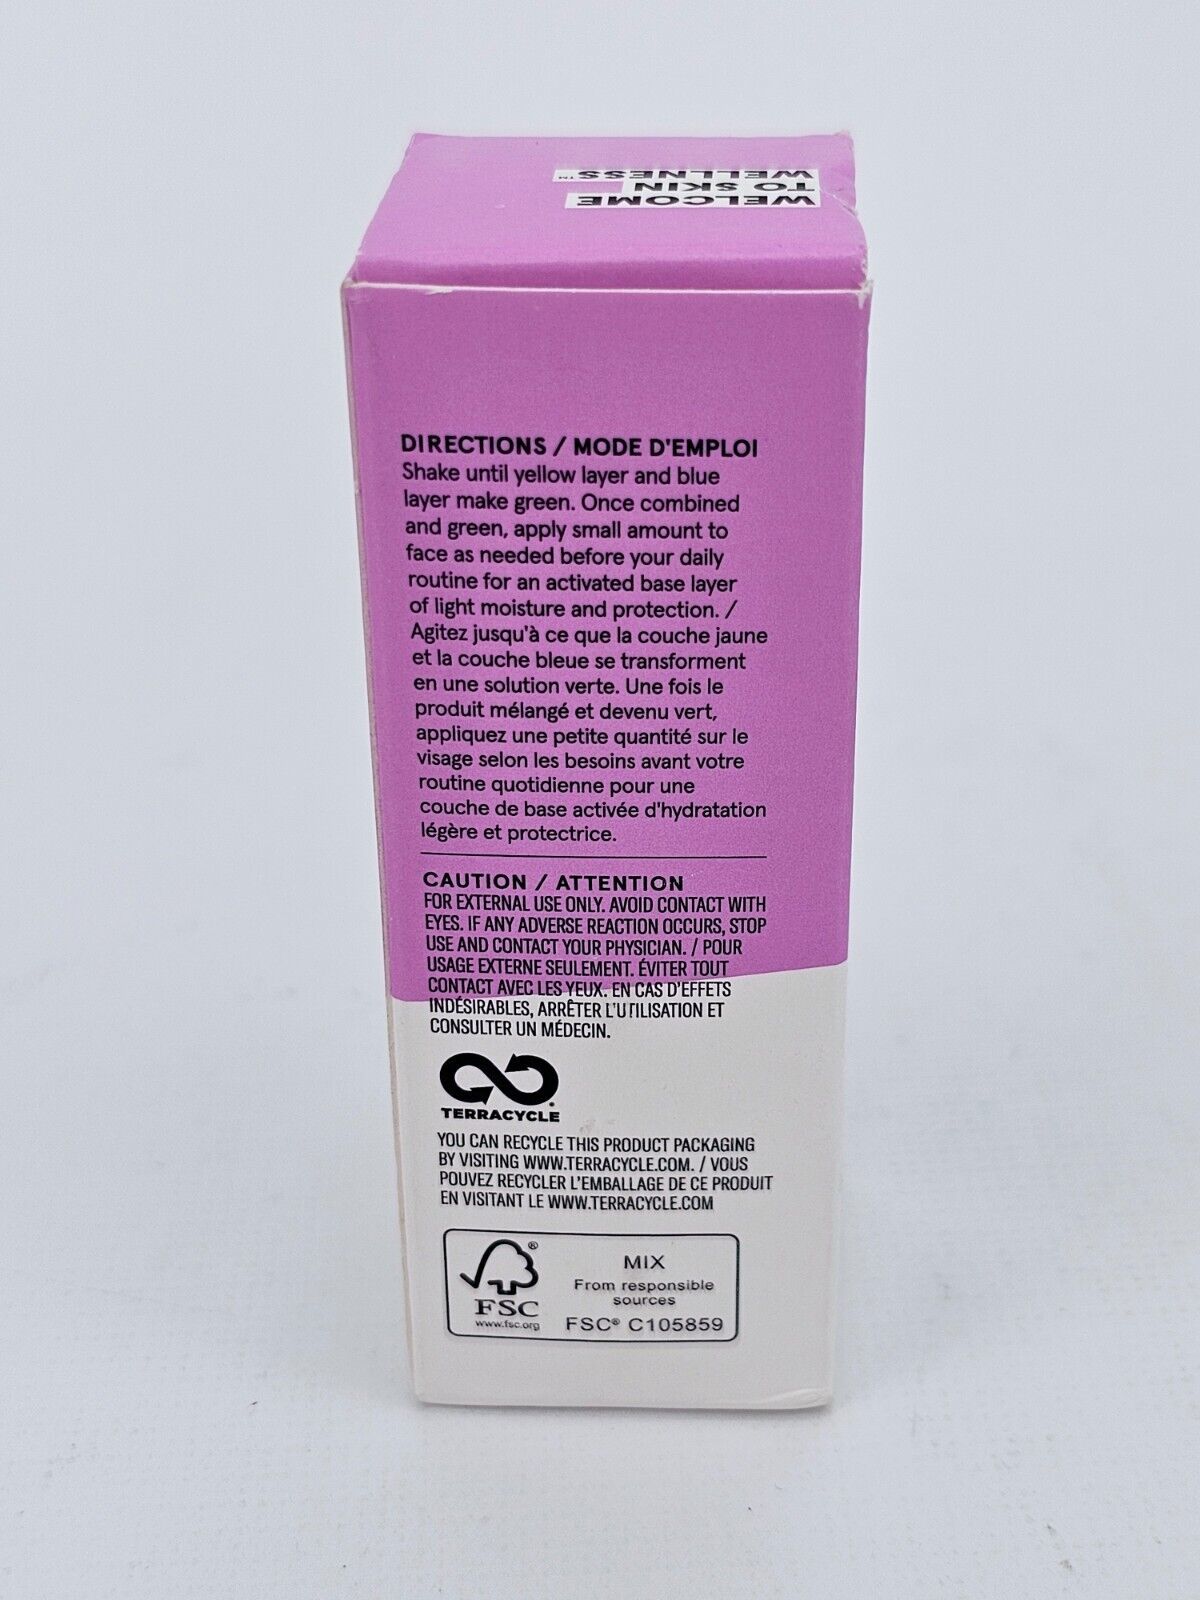 WELCOME
TO SKIN
WELLNESS™
DIRECTIONS / MODE D'EMPLOI
Shake until yellow layer and blue
layer make green. Once combined
and green, apply small amount to
face as needed before your daily
routine for an activated base layer
of light moisture and protection. /
Agitez jusqu'à ce que la couche jaune
et la couche bleue se transforment
en une solution verte. Une fois le
produit mélangé et devenu vert,
appliquez une petite quantité sur le
visage selon les besoins avant votre
routine quotidienne pour une
couche de base activée d'hydratation
légère et protectrice.
CAUTION / ATTENTION
FOR EXTERNAL USE ONLY. AVOID CONTACT WITH
EYES. IF ANY ADVERSE REACTION OCCURS, STOP
USE AND CONTACT YOUR PHYSICIAN. / POUR
USAGE EXTERNE SEULEMENT. ÉVITER TOUT
CONTACT AVEC LES YEUX. EN CAS D'EFFETS
INDÉSIRABLES, ARRÊTER L'UTILISATION ET
CONSULTER UN MÉDECIN.
TERRACYCLE
YOU CAN RECYCLE THIS PRODUCT PACKAGING
BY VISITING WWW.TERRACYCLE.COM. / VOUS
POUVEZ RECYCLER L'EMBALLAGE DE CE PRODUIT
EN VISITANT LE WWW.TERRACYCLE.COM
® MIX
From responsible
sources
FSC
www.fsc.org FSC® C105859